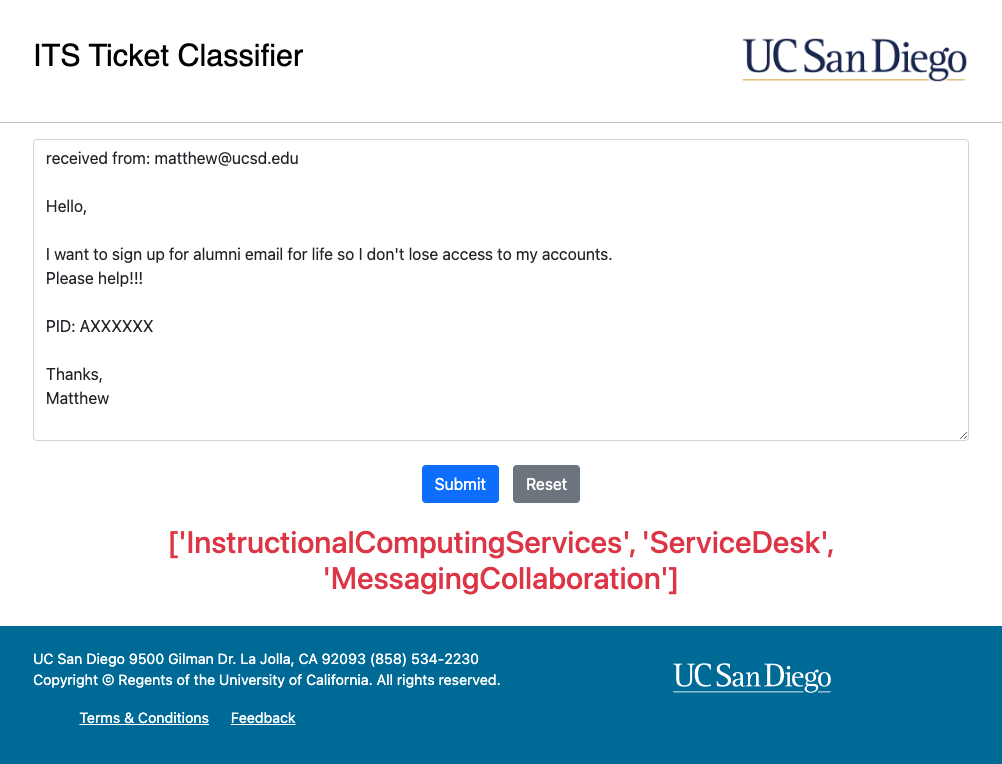 ITS Ticket Classifier
UC San Diego
received from: matthew@ucsd.edu
Hello,
I want to sign up for alumni email for life so I don't lose access to my accounts.
Please help!!!
PID: AXXXXXX
Thanks,
Matthew
Submit
Reset
['InstructionalComputingServices', 'ServiceDesk',
'MessagingCollaboration']
UC San Diego 9500 Gilman Dr. La Jolla, CA 92093 (858) 534-2230
Copyright © Regents of the University of California. All rights reserved.
UC San Diego
Terms & Conditions
Feedback